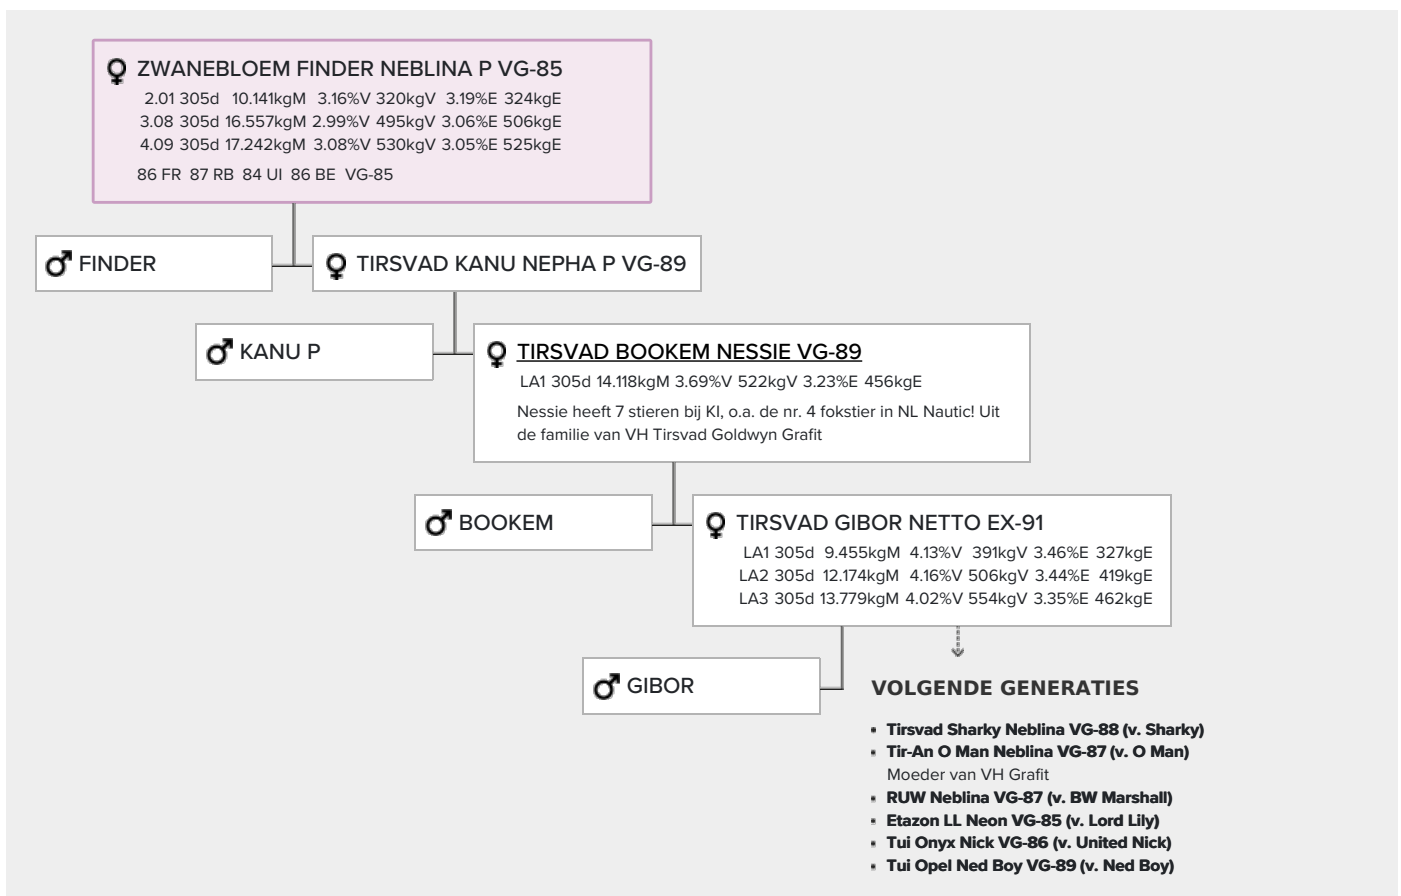 ZWANEBLOEM FINDER NEBLINA P VG-85
2.01 305d 10.141kgM 3.16%V 320kgV 3.19%E 324kgE
3.08 305d 16.557kgM 2.99%V 495kgV 3.06%E 506kgE
4.09 305d 17.242kgM 3.08%V 530kgV 3.05%E 525kgE
86 FR 87 RB 84 UI 86 BE VG-85
FINDER
TIRSVAD KANU NEPHA P VG-89
KANU P
TIRSVAD BOOKEM NESSIE VG-89
LA1 305d 14.118kgM 3.69%V 522kgV 3.23%E 456kgE
Nessie heeft 7 stieren bij KI, o.a. de nr. 4 fokstier in NL Nautic! Uit
de familie van VH Tirsvad Goldwyn Grafit
BOOKEM
TIRSVAD GIBOR NETTO EX-91
LA1 305d 9.455kgM 4.13%V 391kgV 3.46%E 327kgE
LA2 305d 12.174kgM 4.16%V 506kgV 3.44%E 419kgE
LA3 305d 13.779kgM 4.02%V 554kgV 3.35%E 462kgE
GIBOR
VOLGENDE GENERATIES
Tirsvad Sharky Neblina VG-88 (v. Sharky)
Tir-An O Man Neblina VG-87 (v. O Man)
Moeder van VH Grafit
RUW Neblina VG-87 (v. BW Marshall)
Etazon LL Neon VG-85 (v. Lord Lily)
Tui Onyx Nick VG-86 (v. United Nick)
Tui Opel Ned Boy VG-89 (v. Ned Boy)